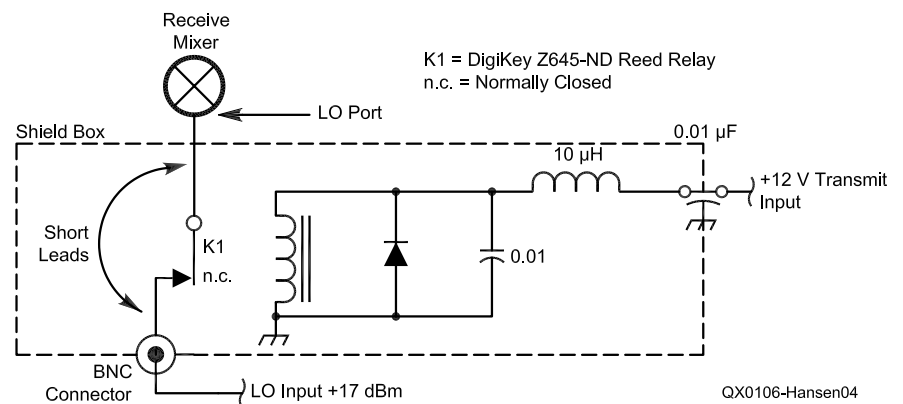 Receive
Mixer
K1 = DigiKey Z645-ND Reed Relay
n.c. = Normally Closed
LO Port
Shield Box
0.01 µF
10 µH
+12 V Transmit
Input
Short
Leads
K1
n.c.
0.01
BNC
Connector
LO Input +17 dBm
QX0106-Hansen04